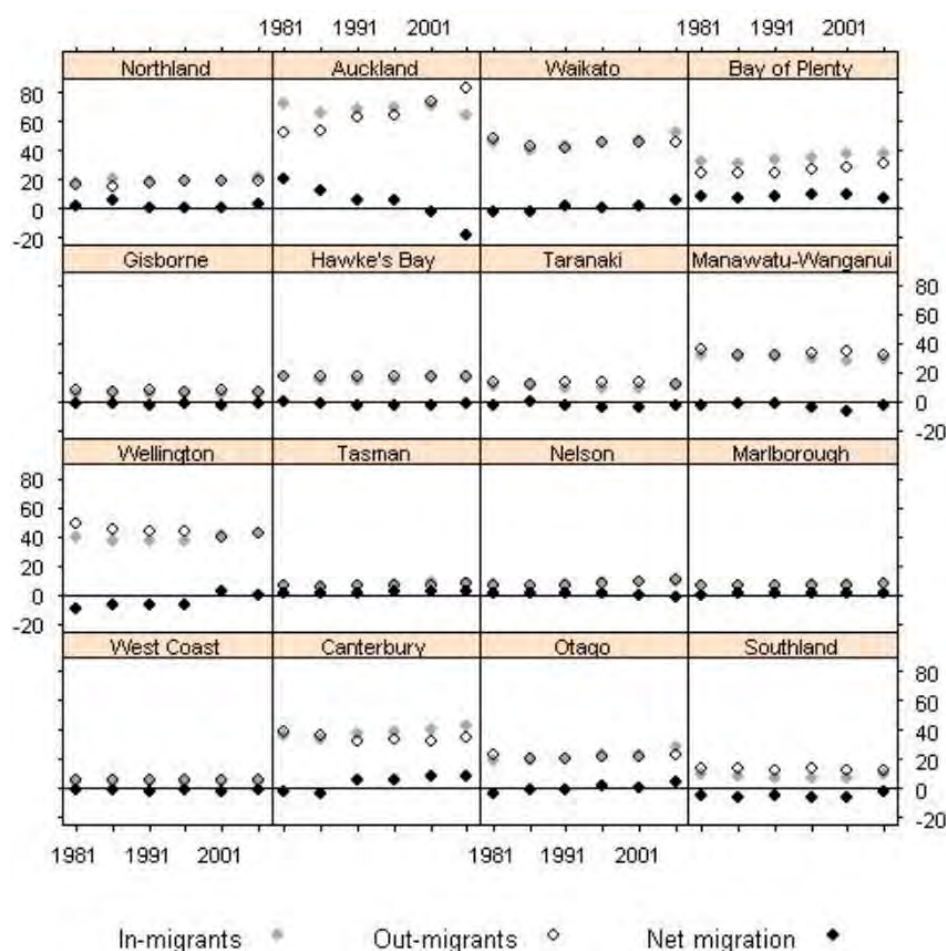 1981 1991 2001
1981 1991 2001
Northland Auckland Waikato Bay of Plenty
80
60
40
20
0
-20
Gisborne Hawke's Bay Taranaki Manawatu-Wanganui
80
60
40
20
0
-20
Wellington Tasman Nelson Marlborough
80
60
40
20
0
-20
West Coast Canterbury Otago Southland
80
60
40
20
0
-20
1981 1991 2001
1981 1991 2001
In-migrants Out-migrants Net migration